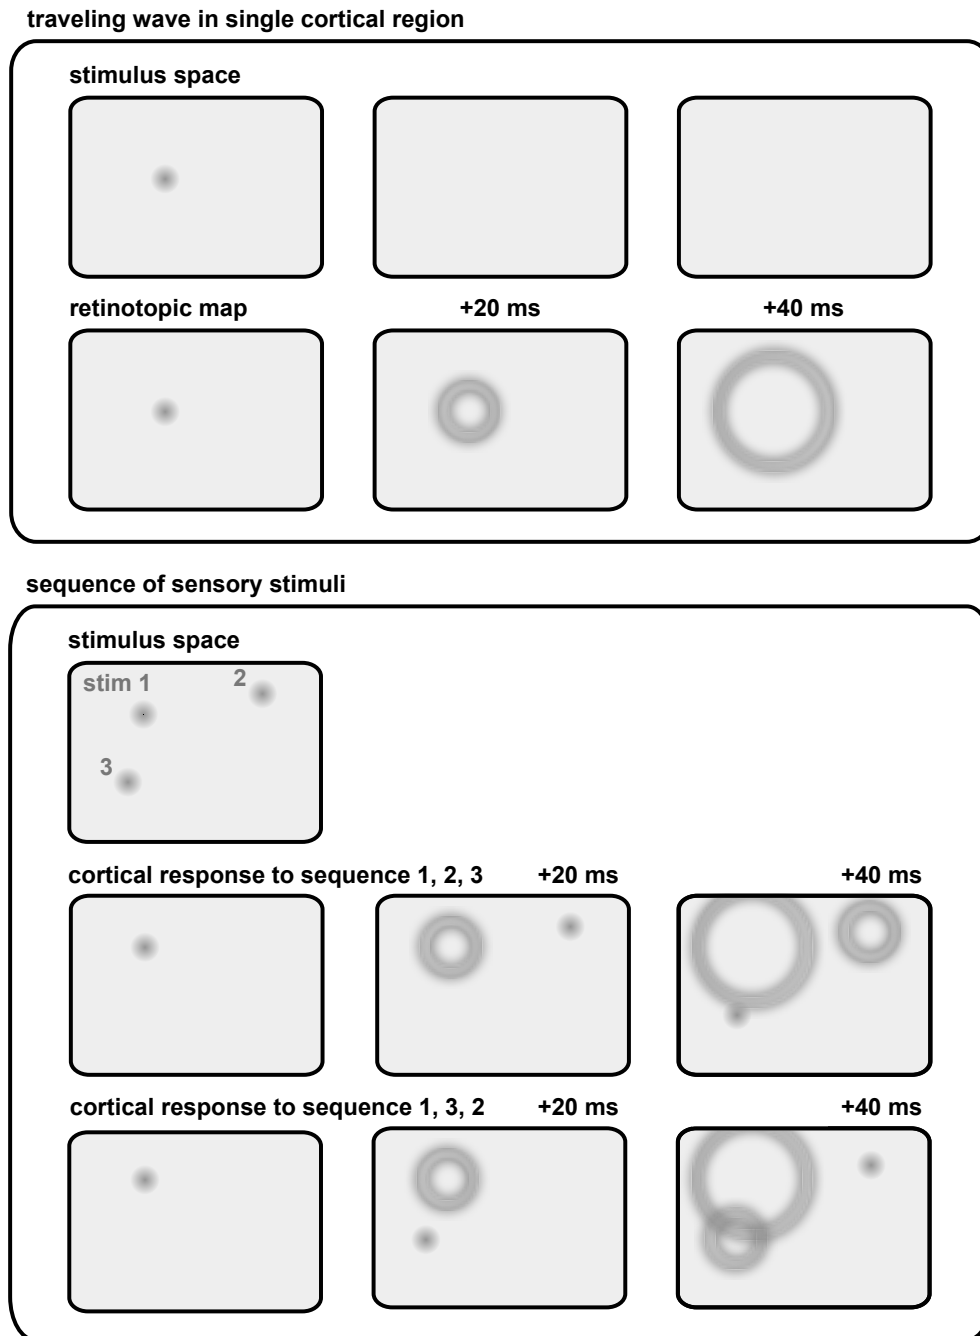 traveling wave in single cortical region
stimulus space
retinotopic map +20 ms +40 ms
sequence of sensory stimuli
stimulus space
stim 1 2
3
cortical response to sequence 1, 2, 3 +20 ms +40 ms
cortical response to sequence 1, 3, 2 +20 ms +40 ms